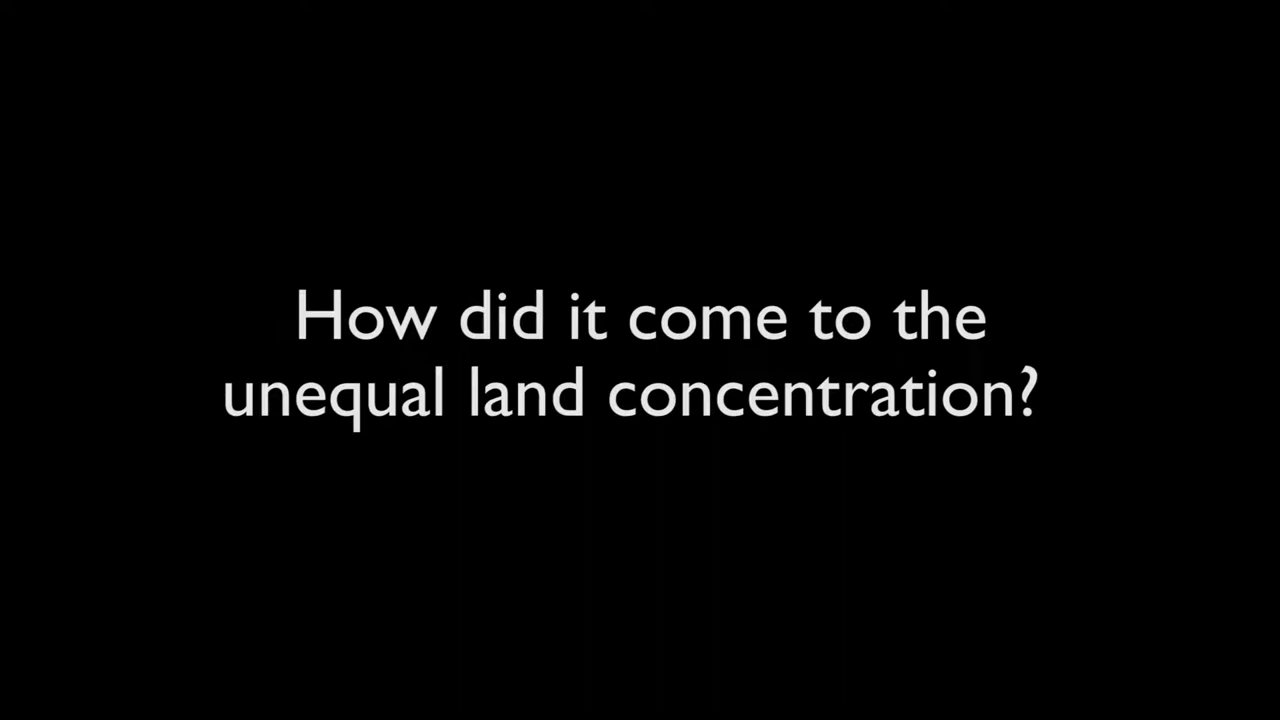 How did it come to the
unequal land concentration?